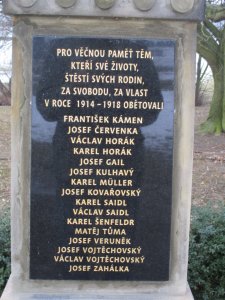 PRO VĚČNOU PAMĚŤ TĚM,
KTEŘÍ SVÉ ŽIVOTY,
ŠTĚSTÍ SVÝCH RODIN,
ZA SVOBODU, ZA VLAST
V ROCE 1914-1918 OBĚTOVALI
FRANTIŠEK KÁMEN
JOSEF ČERVENKA
VÁCLAV HORÁK
KAREL HORÁK
JOSEF GAIL
JOSEF KULHAVÝ
KAREL MÜLLER
JOSEF KOVAŘOVSKÝ
KAREL SAIDL
VÁCLAV SAIDL
KAREL ŠENFELDR
MATĚJ TŮMA
JOSEF VERUNĚK
JOSEF VOJTĚCHOVSKÝ
VÁCLAV VOJTĚCHOVSKÝ
JOSEF ZAHÁLKA